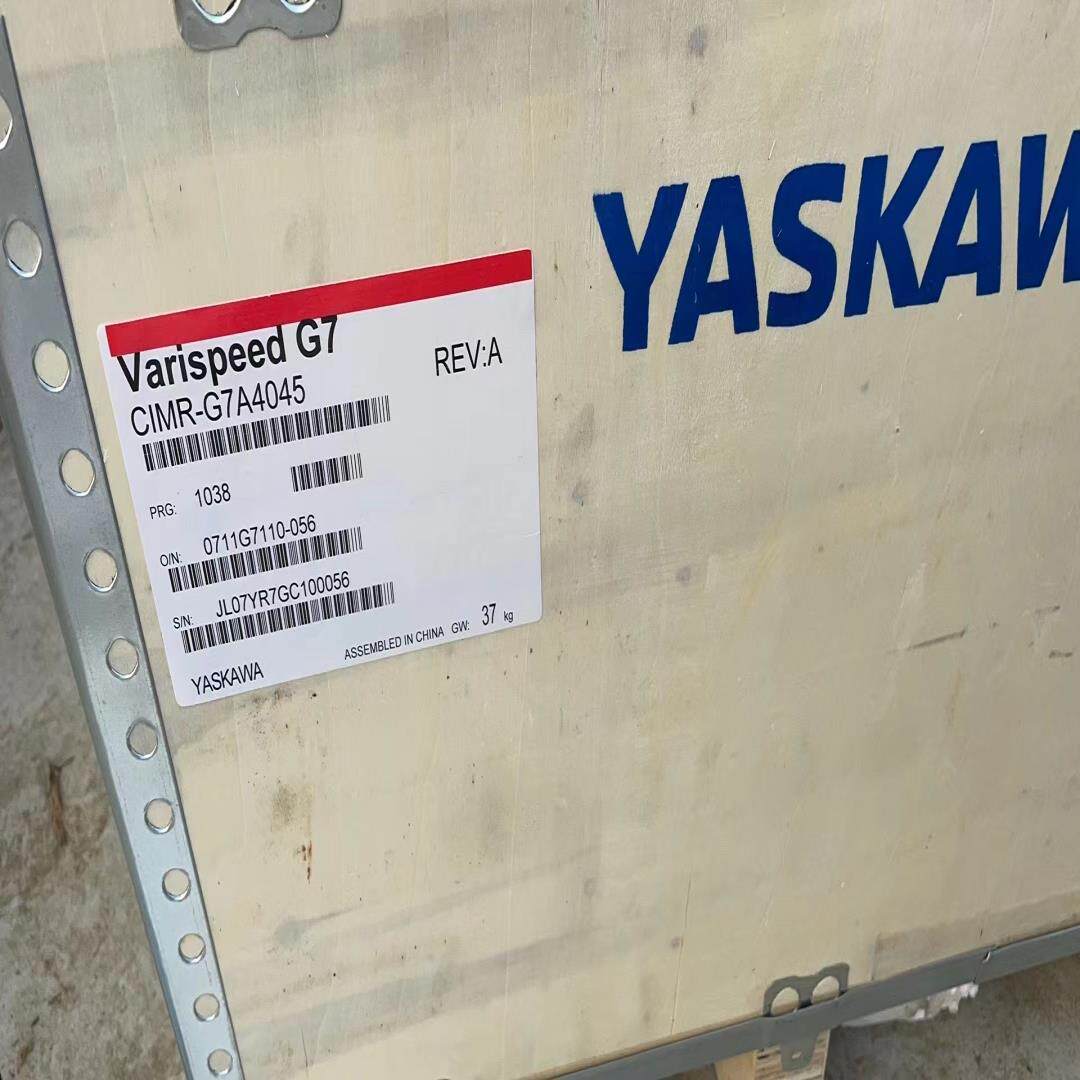 YASKAW
Varispeed G7
REV:A
CIMR-G7A4045
PRG: 1038
O/N: 0711G7110-056
S/N: JL07YR7GC100056
YASKAWA ASSEMBLED IN CHINA GW: 37 kg